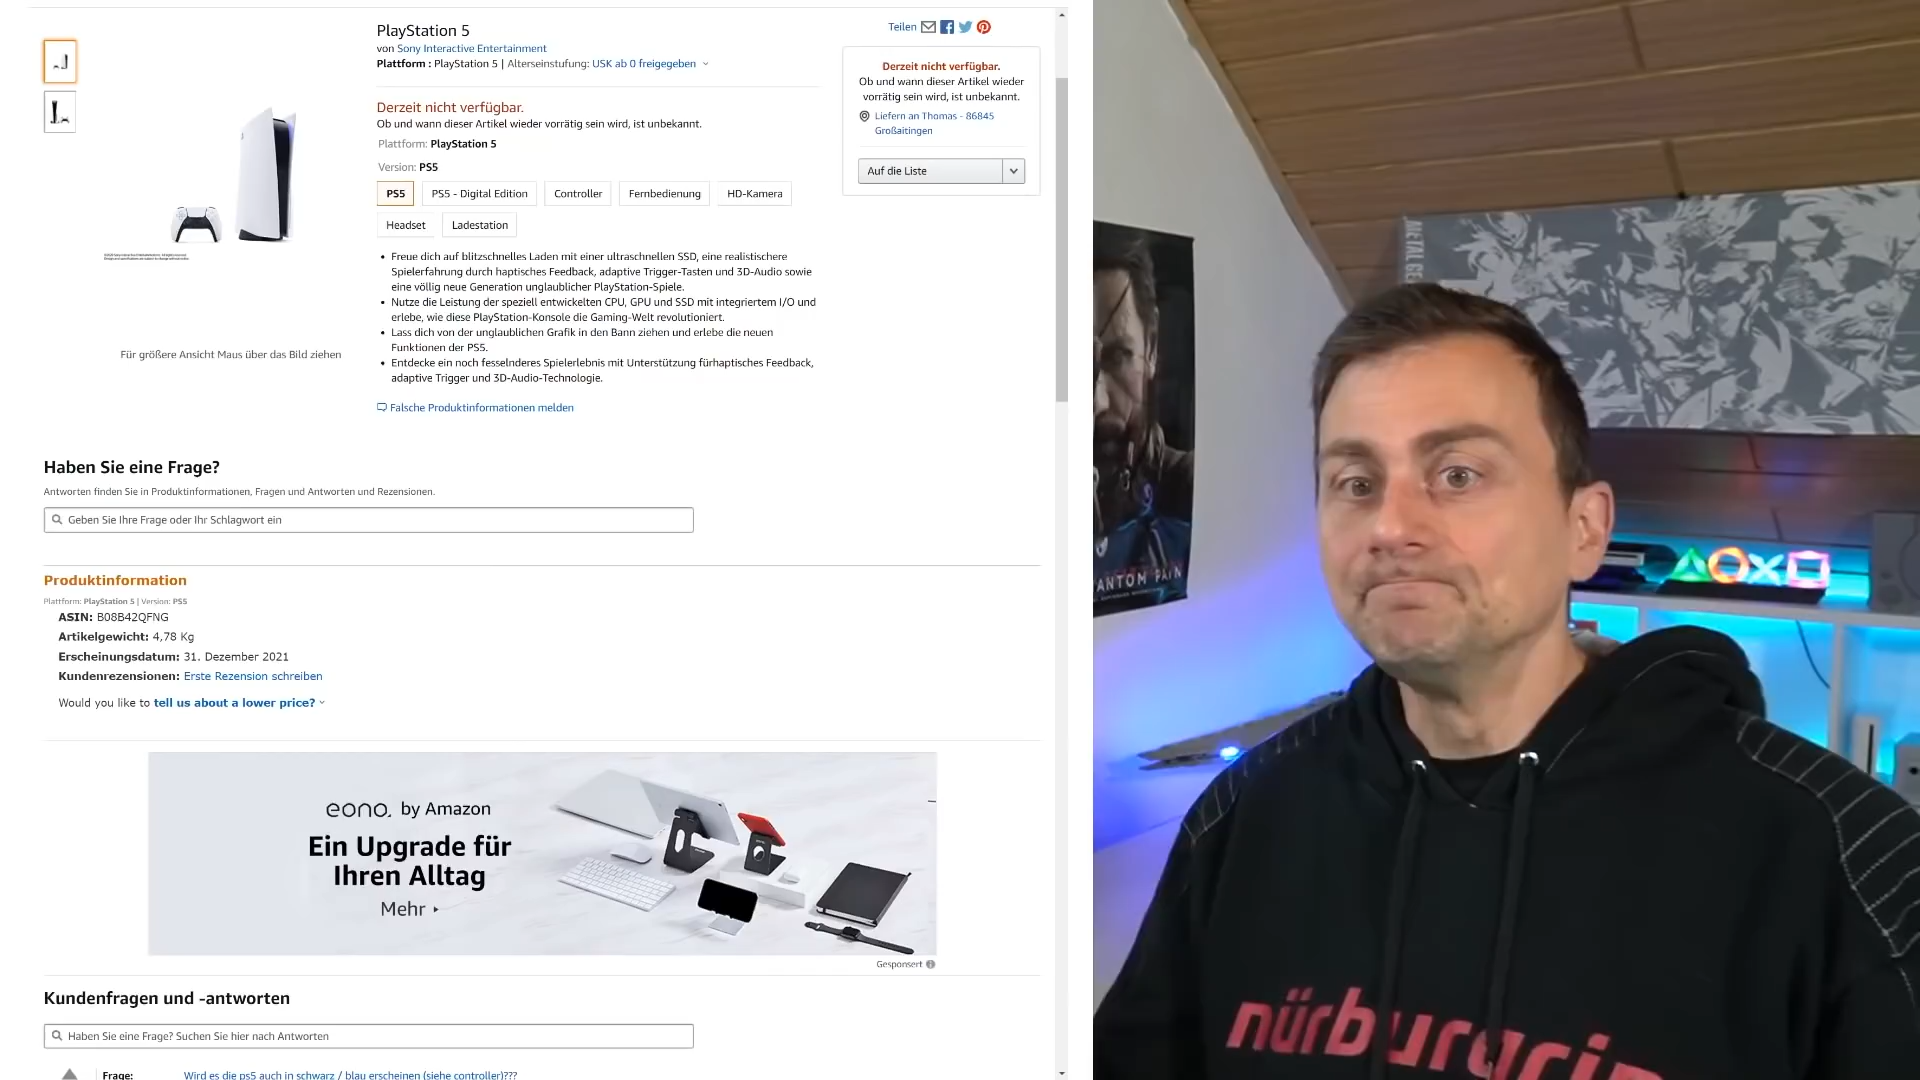 PlayStation 5
von Sony Interactive Entertainment
Plattform : PlayStation 5 | Alterseinstufung: USK ab 0 freigegeben
Derzeit nicht verfügbar.
Ob und wann dieser Artikel wieder vorrätig sein wird, ist unbekannt.
Plattform: PlayStation 5
Version: PS5
PS5
PS5 - Digital Edition
Controller
Fernbedienung
HD-Kamera
Headset
Ladestation
Freue dich auf blitzschnelles Laden mit einer ultraschnellen SSD, eine realistischere
Spielerfahrung durch haptisches Feedback, adaptive Trigger-Tasten und 3D-Audio sowie
eine völlig neue Generation unglaublicher PlayStation-Spiele.
Nutze die Leistung der speziell entwickelten CPU, GPU und SSD mit integriertem I/O und
erlebe, wie diese PlayStation-Konsole die Gaming-Welt revolutioniert.
Lass dich von der unglaublichen Grafik in den Bann ziehen und erlebe die neuen
Funktionen der PS5.
Entdecke ein noch fesselnderes Spielerlebnis mit Unterstützung fürhaptisches Feedback,
adaptive Trigger und 3D-Audio-Technologie.
Falsche Produktinformationen melden
Für größere Ansicht Maus über das Bild ziehen
Teilen
Derzeit nicht verfügbar.
Ob und wann dieser Artikel wieder
vorrätig sein wird, ist unbekannt.
Liefern an Thomas - 86845
Großaitingen
Auf die Liste
Haben Sie eine Frage?
Antworten finden Sie in Produktinformationen, Fragen und Antworten und Rezensionen.
Geben Sie Ihre Frage oder Ihr Schlagwort ein
Produktinformation
Plattform: PlayStation 5 | Version: PS5
ASIN: B08B42QFNG
Artikelgewicht: 4,78 Kg
Erscheinungsdatum: 31. Dezember 2021
Kundenrezensionen: Erste Rezension schreiben
Would you like to tell us about a lower price?
eono. by Amazon
Ein Upgrade für
Ihren Alltag
Mehr
Gesponsert
Kundenfragen und -antworten
Haben Sie eine Frage? Suchen Sie hier nach Antworten
Frage: Wird es die ps5 auch in schwarz / blau erscheinen (siehe controller)???
METAL GE
ANTOM PAIN
nürburgrin